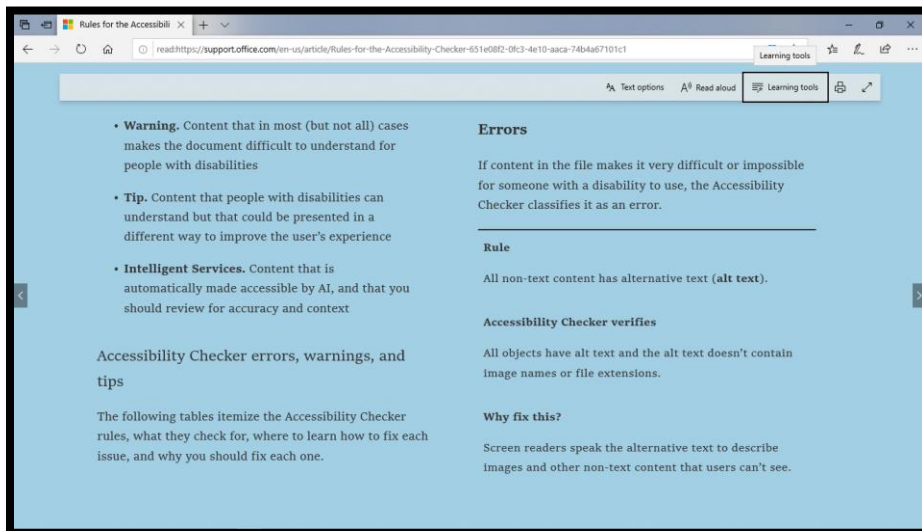 Rules for the Accessibili
read:https://support.office.com/en-us/article/Rules-for-the-Accessibility-Checker-651e08f2-0fc3-4e10-aaca-74b4a67101c1
Learning tools
Text options
Read aloud
Learning tools
• Warning. Content that in most (but not all) cases
makes the document difficult to understand for
people with disabilities
• Tip. Content that people with disabilities can
understand but that could be presented in a
different way to improve the user's experience
• Intelligent Services. Content that is
automatically made accessible by AI, and that you
should review for accuracy and context
Accessibility Checker errors, warnings, and
tips
The following tables itemize the Accessibility Checker
rules, what they check for, where to learn how to fix each
issue, and why you should fix each one.
Errors
If content in the file makes it very difficult or impossible
for someone with a disability to use, the Accessibility
Checker classifies it as an error.
Rule
All non-text content has alternative text (alt text).
Accessibility Checker verifies
All objects have alt text and the alt text doesn't contain
image names or file extensions.
Why fix this?
Screen readers speak the alternative text to describe
images and other non-text content that users can't see.